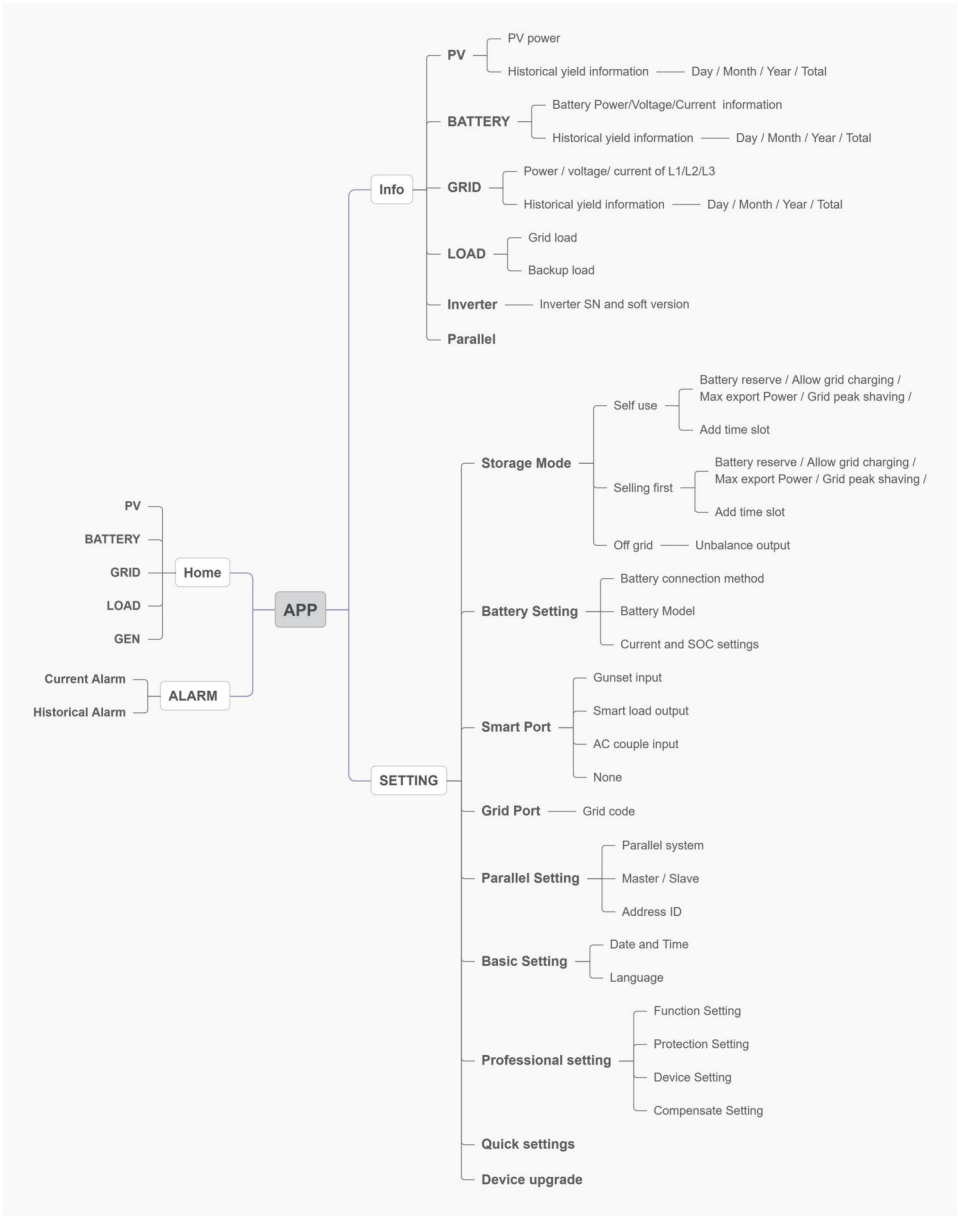 APP
Home
PV
BATTERY
GRID
LOAD
GEN
ALARM
Current Alarm
Historical Alarm
Info
PV
PV power
Historical yield information
Day / Month / Year / Total
BATTERY
Battery Power/Voltage/Current information
Historical yield information
Day / Month / Year / Total
GRID
Power / voltage/ current of L1/L2/L3
Historical yield information
Day / Month / Year / Total
LOAD
Grid load
Backup load
Inverter
Inverter SN and soft version
Parallel
SETTING
Storage Mode
Self use
Battery reserve / Allow grid charging /
Max export Power / Grid peak shaving /
Add time slot
Selling first
Battery reserve / Allow grid charging /
Max export Power / Grid peak shaving /
Add time slot
Off grid
Unbalance output
Battery Setting
Battery connection method
Battery Model
Current and SOC settings
Smart Port
Gunset input
Smart load output
AC couple input
None
Grid Port
Grid code
Parallel Setting
Parallel system
Master / Slave
Address ID
Basic Setting
Date and Time
Language
Professional setting
Function Setting
Protection Setting
Device Setting
Compensate Setting
Quick settings
Device upgrade